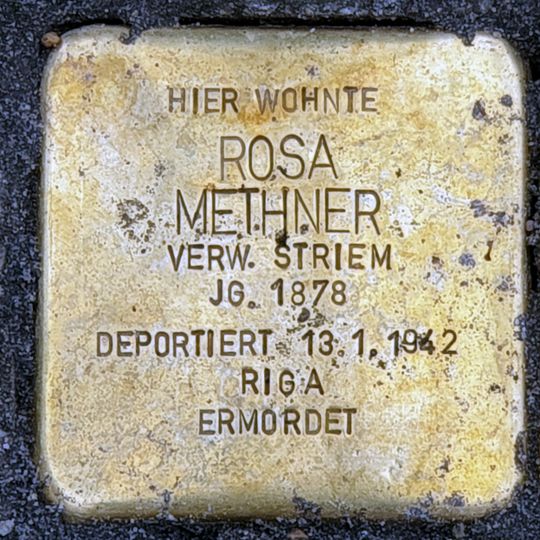 HIER WOHNTE
ROSA
METHNER
VERW. STRIEM
JG. 1878
DEPORTIERT 13.1.1942
RIGA
ERMORDET